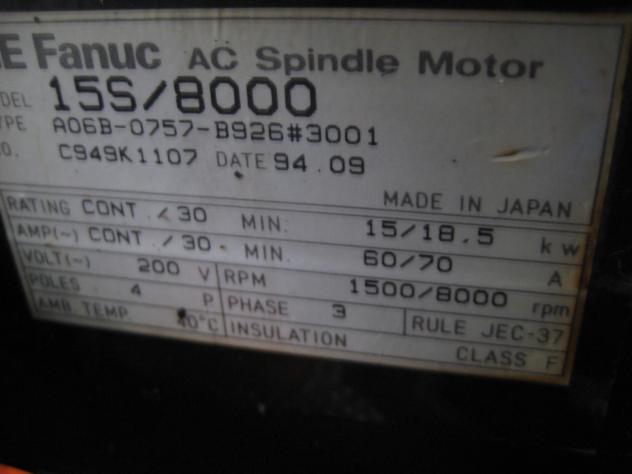 E Fanuc AC Spindle Motor
DEL 15S/8000
YPE A06B-0757-B926#3001
O. C949K1107 DATE 94.09
MADE IN JAPAN
RATING CONT. /30 MIN. 15/18.5 kw
AMP(~) CONT. /30 MIN. 60/70 A
VOLT(~) 200 V RPM 1500/8000 rpm
POLES 4 P PHASE 3 RULE JEC-37
AMB. TEMP. 40°C INSULATION CLASS F